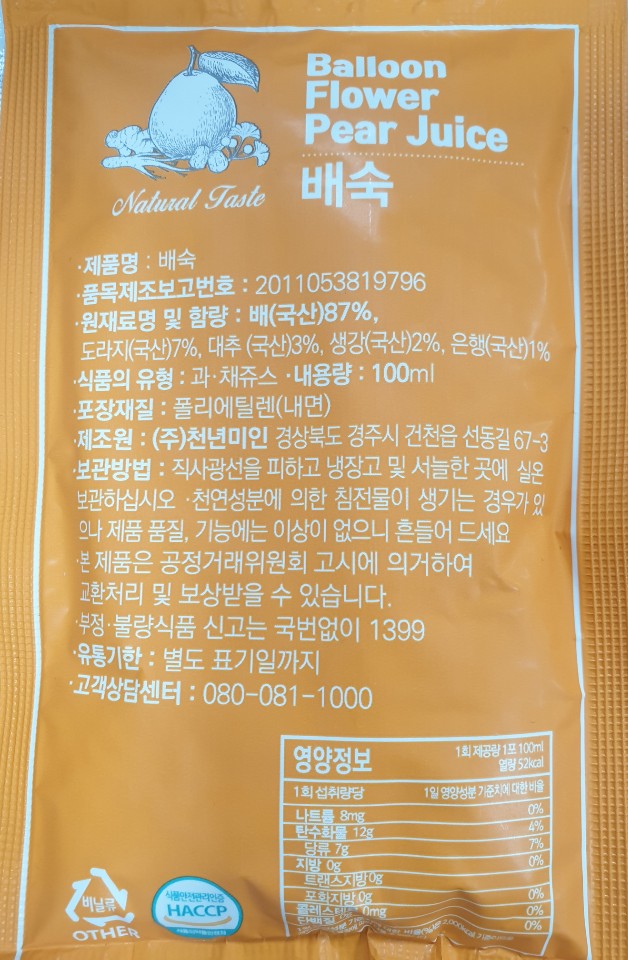 Balloon
Flower
Pear Juice
배숙
Natural Taste
·제품명 : 배숙
·품목제조보고번호 : 2011053819796
·원재료명 및 함량 : 배(국산)87%,
도라지(국산)7%, 대추 (국산)3%, 생강(국산)2%, 은행(국산)1%
·식품의 유형 : 과·채쥬스 ·내용량 : 100ml
·포장재질 : 폴리에틸렌(내면)
·제조원 : (주)천년미인 경상북도 경주시 건천읍 선동길 67-3
·보관방법 : 직사광선을 피하고 냉장고 및 서늘한 곳에 실온
보관하십시오 ·천연성분에 의한 침전물이 생기는 경우가 있
으나 제품 품질, 기능에는 이상이 없으니 흔들어 드세요
·본 제품은 공정거래위원회 고시에 의거하여
교환처리 및 보상받을 수 있습니다.
·부정·불량식품 신고는 국번없이 1399
·유통기한 : 별도 표기일까지
·고객상담센터 : 080-081-1000
영양정보 1회 제공량 1포 100ml
열량 52kcal
1회 섭취량당 1일 영양성분 기준치에 대한 비율
나트륨 8mg 0%
탄수화물 12g 4%
당류 7g 7%
지방 0g 0%
트랜스지방 0g
포화지방 0g 0%
콜레스테롤 0mg 0%
단백질 0%
비닐류
OTHER
식품안전관리인증
HACCP